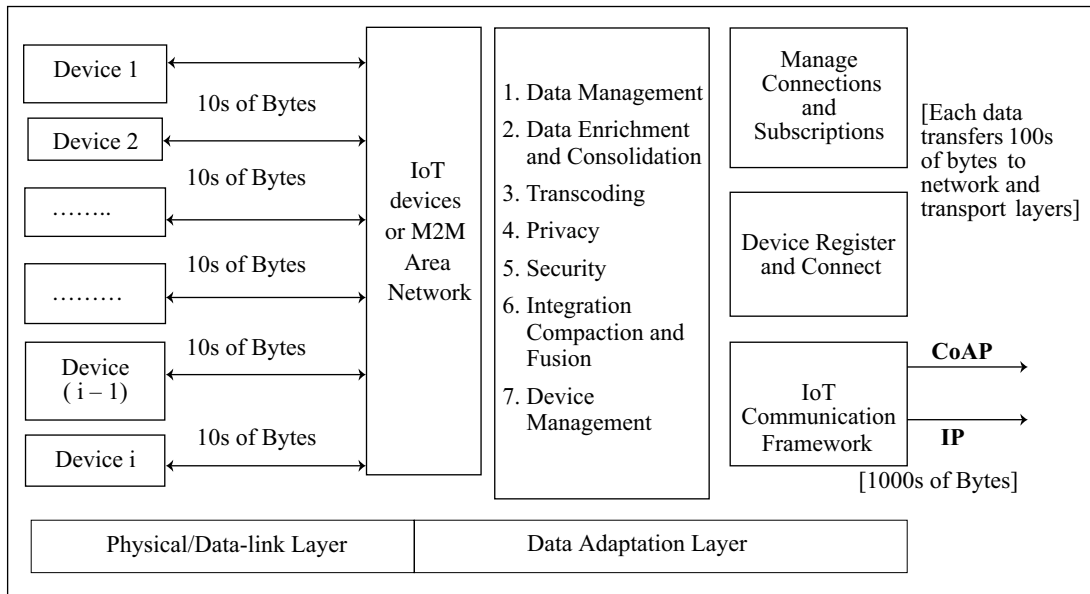 Device 1
10s of Bytes
Device 2
10s of Bytes
……..
10s of Bytes
………
10s of Bytes
Device
( i – 1)
10s of Bytes
Device i
IoT
devices
or M2M
Area
Network
1. Data Management
2. Data Enrichment
and Consolidation
3. Transcoding
4. Privacy
5. Security
6. Integration
Compaction and
Fusion
7. Device
Management
Manage
Connections
and
Subscriptions
[Each data
transfers 100s
of bytes to
network and
transport layers]
Device Register
and Connect
IoT
Communication
Framework
CoAP
IP
[1000s of Bytes]
Physical/Data-link Layer
Data Adaptation Layer